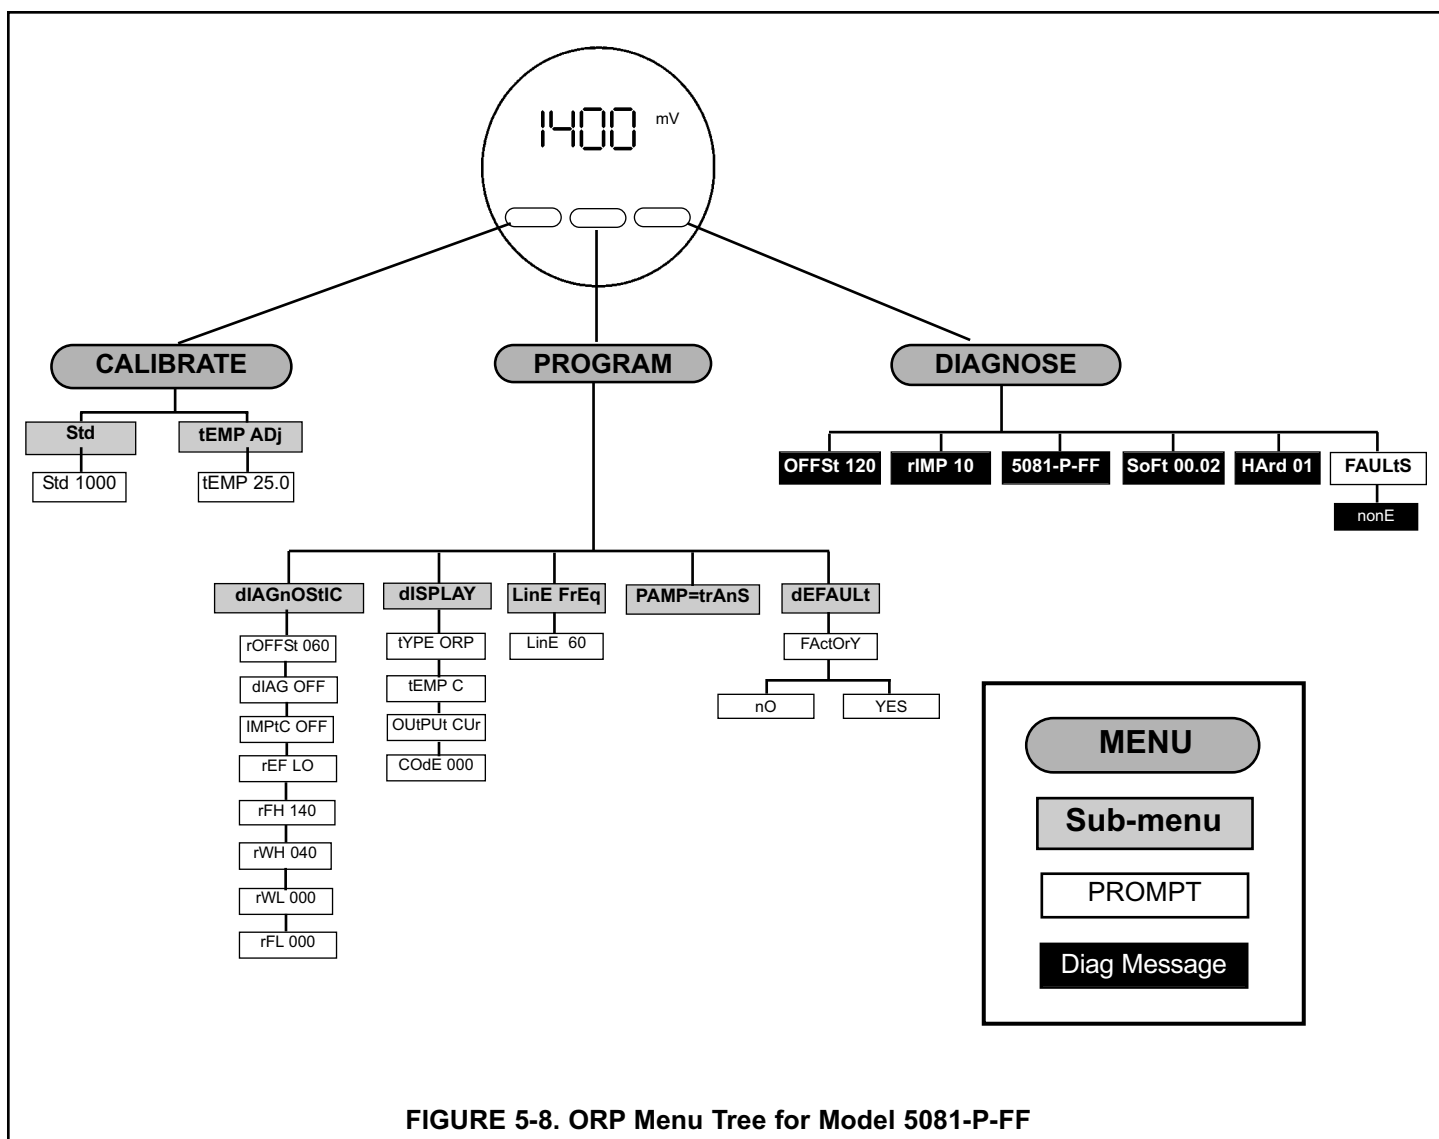 1400 mV
CALIBRATE
PROGRAM
DIAGNOSE
Std
tEMP ADj
Std 1000
tEMP 25.0
OFFSt 120
rIMP 10
5081-P-FF
SoFt 00.02
HArd 01
FAULtS
nonE
dIAGnOStIC
dISPLAY
LinE FrEq
PAMP=trAnS
dEFAULt
rOFFSt 060
tYPE ORP
LinE 60
FActOrY
dIAG OFF
tEMP C
nO
YES
IMPtC OFF
OUtPUt CUr
rEF LO
COdE 000
rFH 140
rWH 040
rWL 000
rFL 000
MENU
Sub-menu
PROMPT
Diag Message
FIGURE 5-8. ORP Menu Tree for Model 5081-P-FF